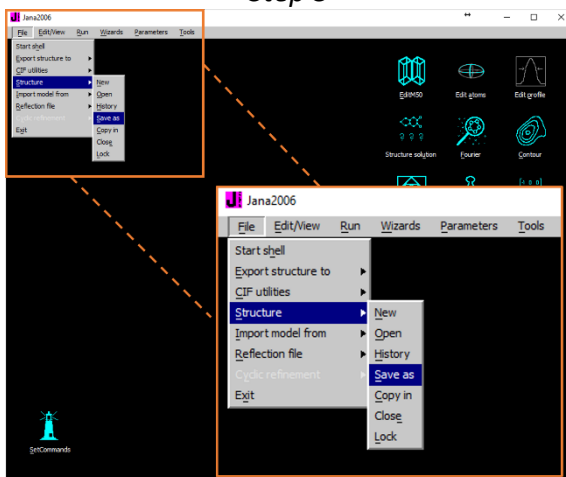 Jana2006
File Edit/View Run Wizards Parameters Tools
Start shell
Export structure to
CIF utilities
Structure
Import model from
Reflection file
Cyclic refinement
Exit
New
Open
History
Save as
Copy in
Close
Lock
EditM50
Edit atoms
Edit profile
Structure solution
Fourier
Contour
SetCommands
Jana2006
File Edit/View Run Wizards Parameters Tools
Start shell
Export structure to
CIF utilities
Structure
Import model from
Reflection file
Cyclic refinement
Exit
New
Open
History
Save as
Copy in
Close
Lock